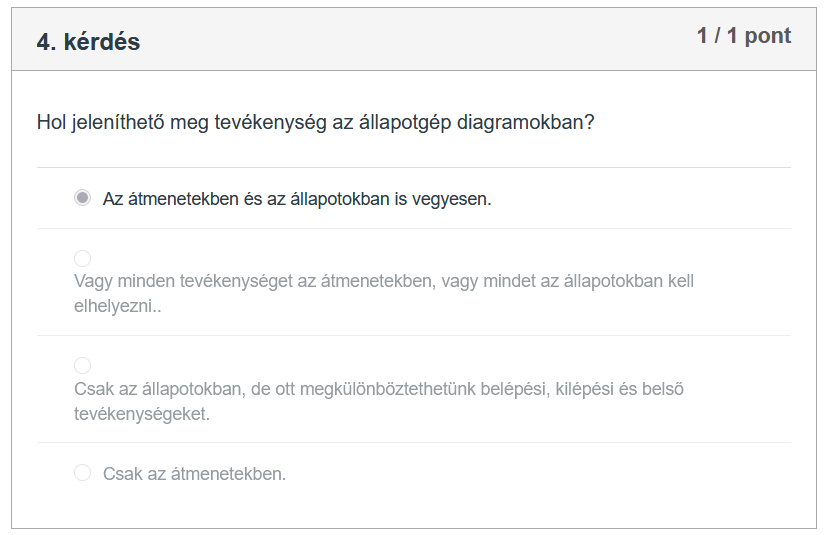 4. kérdés
1 / 1 pont
Hol jeleníthető meg tevékenység az állapotgép diagramokban?
Az átmenetekben és az állapotokban is vegyesen.
Vagy minden tevékenységet az átmenetekben, vagy mindet az állapotokban kell
elhelyezni..
Csak az állapotokban, de ott megkülönböztethetünk belépési, kilépési és belső
tevékenységeket.
Csak az átmenetekben.